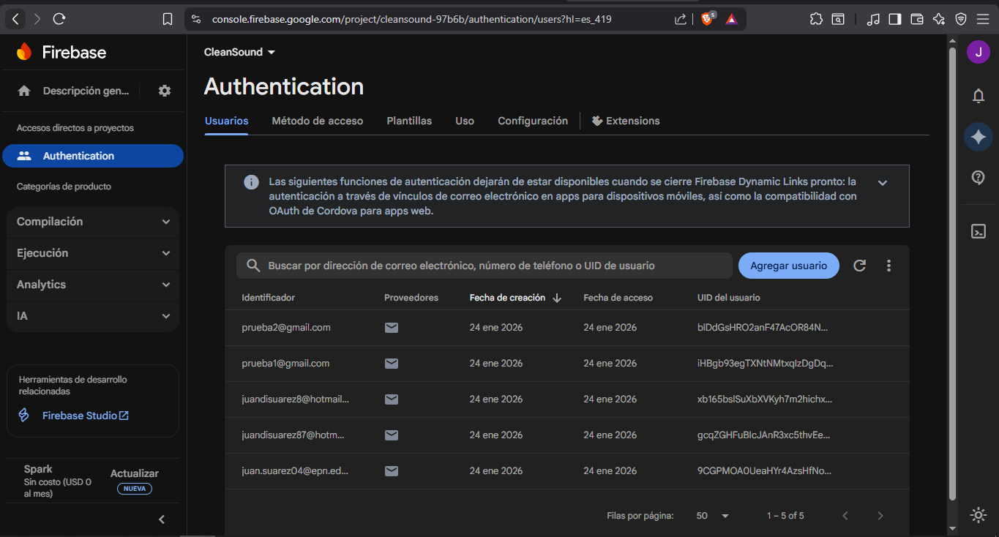 console.firebase.google.com/project/cleansound-97b6b/authentication/users?hl=es_419
5
Firebase
CleanSound
J
Descripción gen...
Authentication
Accesos directos a proyectos
Usuarios Método de acceso Plantillas Uso Configuración Extensions
Authentication
Categorías de producto
Las siguientes funciones de autenticación dejarán de estar disponibles cuando se cierre Firebase Dynamic Links pronto: la
autenticación a través de vínculos de correo electrónico en apps para dispositivos móviles, así como la compatibilidad con
OAuth de Cordova para apps web.
Compilación
Ejecución
Analytics
IA
Buscar por dirección de correo electrónico, número de teléfono o UID de usuario
Agregar usuario
Identificador Proveedores Fecha de creación Fecha de acceso UID del usuario
prueba2@gmail.com 24 ene 2026 24 ene 2026 blDdGsHRO2anF47AcOR84N...
prueba1@gmail.com 24 ene 2026 24 ene 2026 iHBgb93egTXNtNMtxqlzDgDq...
juandisuarez8@hotmail... 24 ene 2026 24 ene 2026 xb165bslSuXbXVKyh7m2hichx...
juandisuarez87@hotm... 24 ene 2026 24 ene 2026 gcqZGHFuBIcJAnR3xc5thvEe...
juan.suarez04@epn.ed... 24 ene 2026 24 ene 2026 9CGPMOA0UeaHYr4AzsHfNo...
Herramientas de desarrollo
relacionadas
Firebase Studio
Spark
Sin costo (USD 0
al mes)
Actualizar
NUEVA
Filas por página: 50 1 – 5 of 5